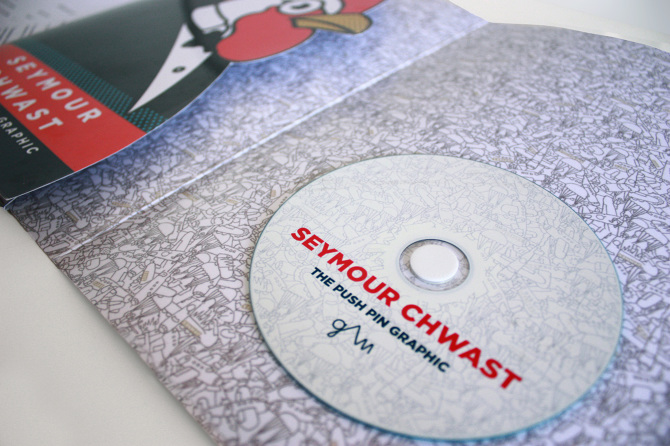 SEYMOUR
CHWAST
GRAPHIC
SEYMOUR CHWAST
THE PUSH PIN GRAPHIC